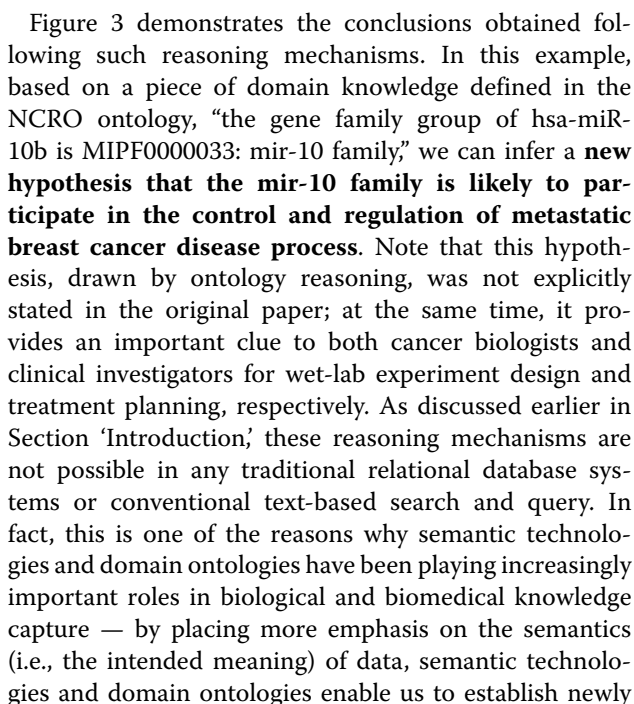 Figure 3 demonstrates the conclusions obtained fol-
lowing such reasoning mechanisms. In this example,
based on a piece of domain knowledge defined in the
NCRO ontology, “the gene family group of hsa-miR-
10b is MIPF0000033: mir-10 family,” we can infer a new
hypothesis that the mir-10 family is likely to par-
ticipate in the control and regulation of metastatic
breast cancer disease process. Note that this hypoth-
esis, drawn by ontology reasoning, was not explicitly
stated in the original paper; at the same time, it pro-
vides an important clue to both cancer biologists and
clinical investigators for wet-lab experiment design and
treatment planning, respectively. As discussed earlier in
Section ‘Introduction,’ these reasoning mechanisms are
not possible in any traditional relational database sys-
tems or conventional text-based search and query. In
fact, this is one of the reasons why semantic technolo-
gies and domain ontologies have been playing increasingly
important roles in biological and biomedical knowledge
capture — by placing more emphasis on the semantics
(i.e., the intended meaning) of data, semantic technolo-
gies and domain ontologies enable us to establish newly